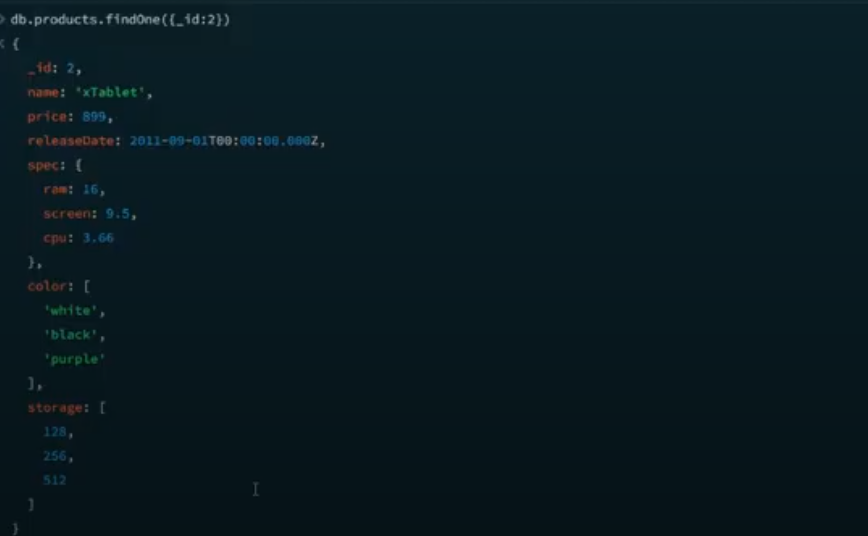 > db.products.findOne({_id:2})
< {
_id: 2,
name: 'xTablet',
price: 899,
releaseDate: 2011-09-01T00:00:00.000Z,
spec: {
ram: 16,
screen: 9.5,
cpu: 3.66
},
color: [
'white',
'black',
'purple'
],
storage: [
128,
256,
512
]
}